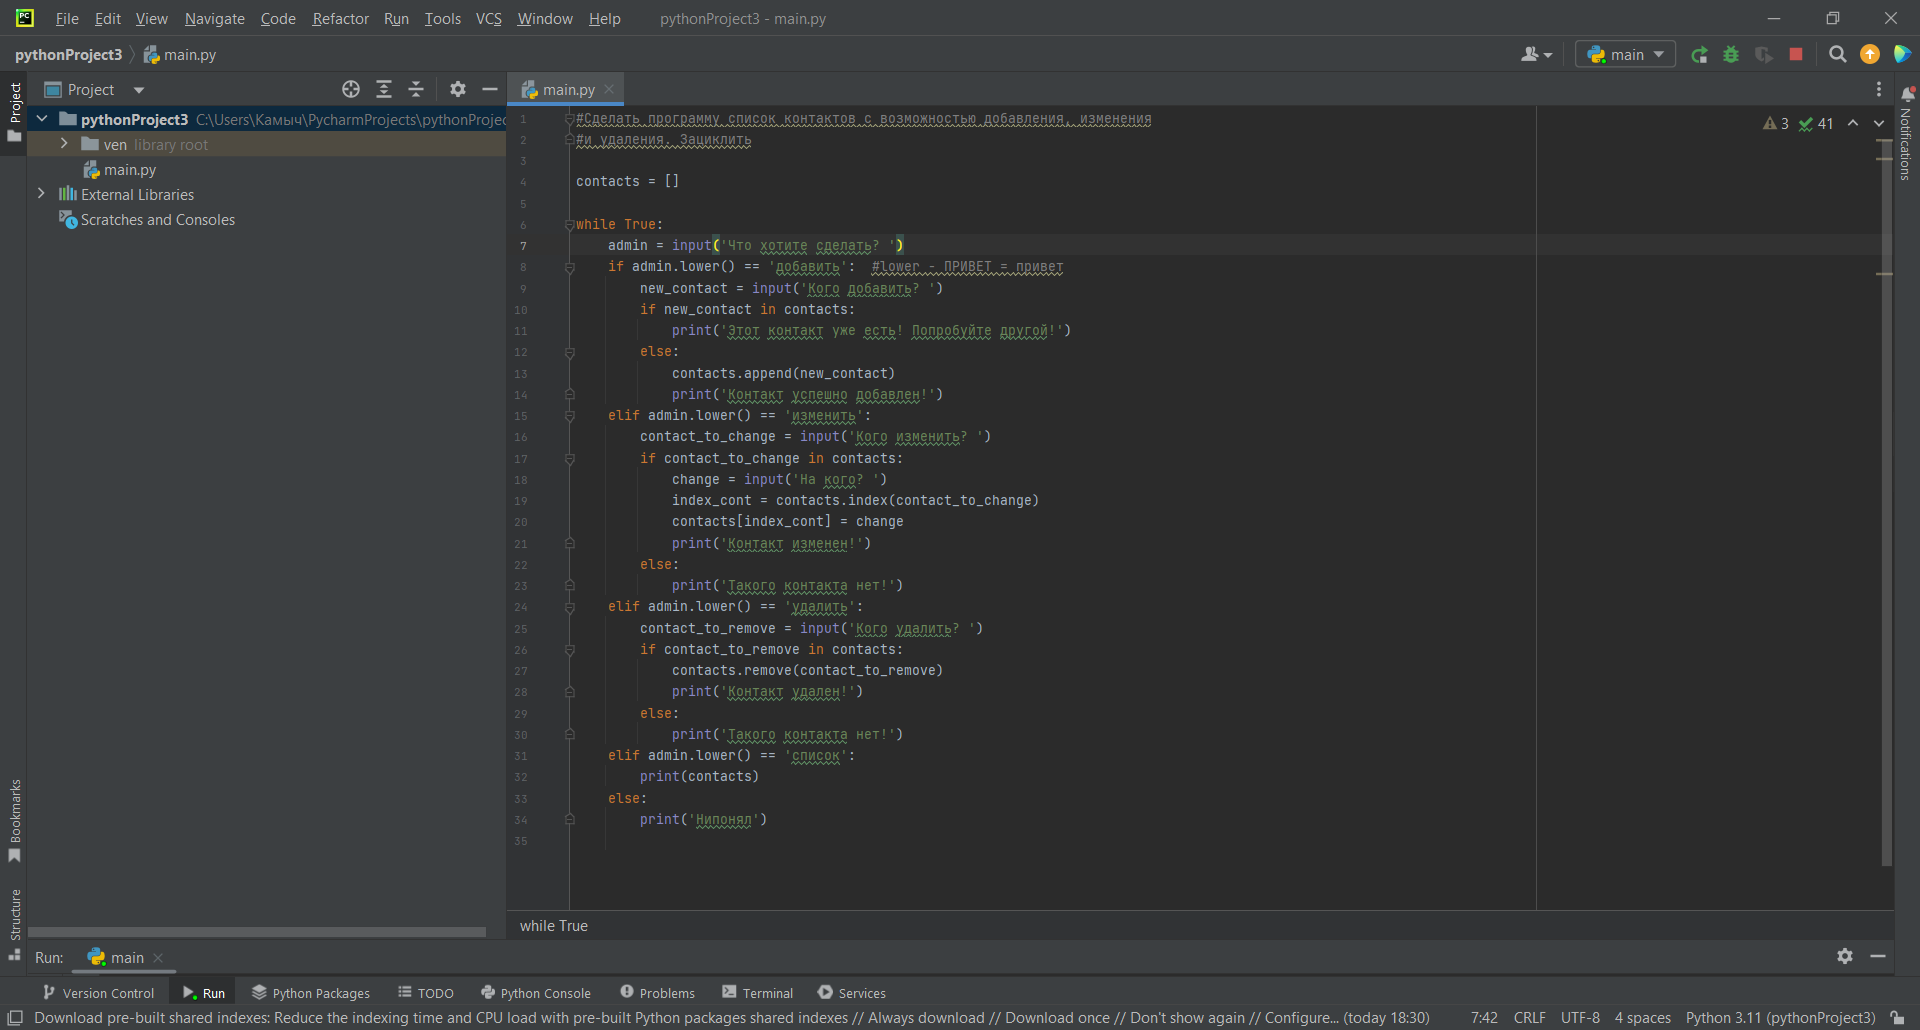 File Edit View Navigate Code Refactor Run Tools VCS Window Help pythonProject3 - main.py
pythonProject3 main.py main
Project
Project
main.py
pythonProject3 C:\Users\Камыч\PycharmProjects\pythonProjec
ven library root
main.py
External Libraries
Scratches and Consoles
3 41
Notifications
1 #Сделать программу список контактов с возможностью добавления, изменения
2 #и удаления. Зациклить
3
4 contacts = []
5
6 while True:
7 admin = input('Что хотите сделать? ')
8 if admin.lower() == 'добавить':  #lower - ПРИВЕТ = привет
9 new_contact = input('Кого добавить? ')
10 if new_contact in contacts:
11 print('Этот контакт уже есть! Попробуйте другой!')
12 else:
13 contacts.append(new_contact)
14 print('Контакт успешно добавлен!')
15 elif admin.lower() == 'изменить':
16 contact_to_change = input('Кого изменить? ')
17 if contact_to_change in contacts:
18 change = input('На кого? ')
19 index_cont = contacts.index(contact_to_change)
20 contacts[index_cont] = change
21 print('Контакт изменен!')
22 else:
23 print('Такого контакта нет!')
24 elif admin.lower() == 'удалить':
25 contact_to_remove = input('Кого удалить? ')
26 if contact_to_remove in contacts:
27 contacts.remove(contact_to_remove)
28 print('Контакт удален!')
29 else:
30 print('Такого контакта нет!')
31 elif admin.lower() == 'список':
32 print(contacts)
33 else:
34 print('Нипонял')
35
while True
Bookmarks
Structure
Run: main
Version Control Run Python Packages TODO Python Console Problems Terminal Services
Download pre-built shared indexes: Reduce the indexing time and CPU load with pre-built Python packages shared indexes // Always download // Download once // Don't show again // Configure... (today 18:30) 7:42 CRLF UTF-8 4 spaces Python 3.11 (pythonProject3)